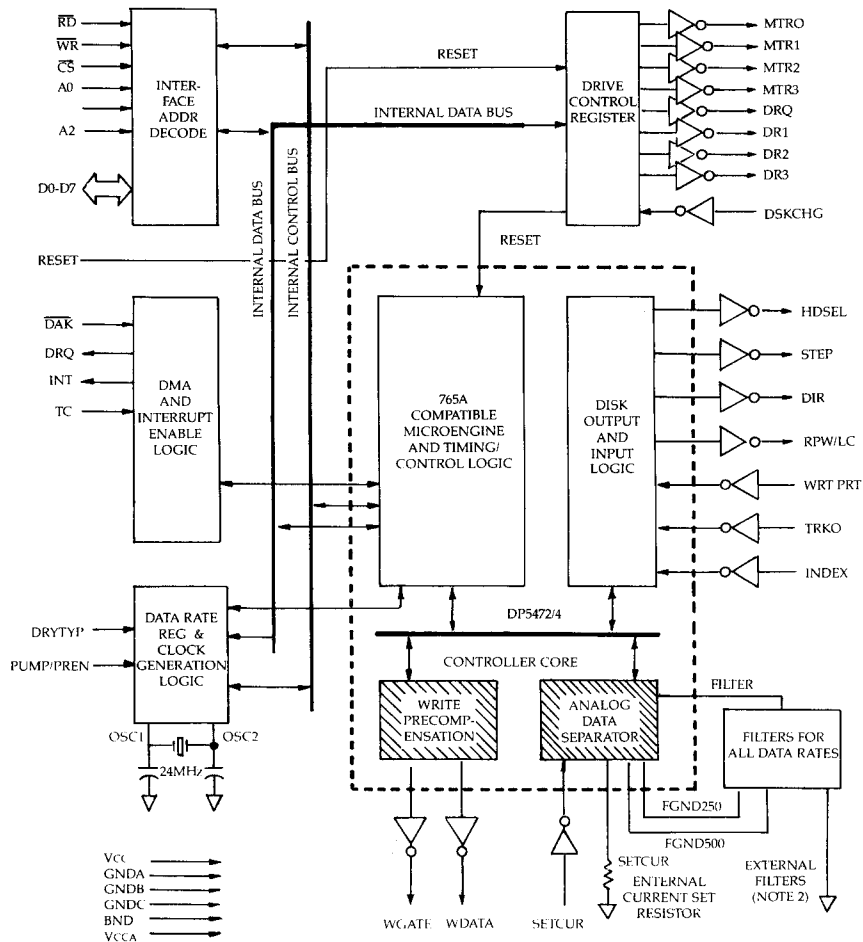 RD
WR
CS
A0
A2
D0-D7
INTER-
FACE
ADDR
DECODE
RESET
INTERNAL DATA BUS
DRIVE
CONTROL
REGISTER
MTRO
MTR1
MTR2
MTR3
DRQ
DR1
DR2
DR3
DSKCHG
RESET
RESET
INTERNAL DATA BUS
INTERNAL CONTROL BUS
DAK
DRQ
INT
TC
DMA
AND
INTERRUPT
ENABLE
LOGIC
765A
COMPATIBLE
MICROENGINE
AND TIMING/
CONTROL LOGIC
DISK
OUTPUT
AND
INPUT
LOGIC
HDSEL
STEP
DIR
RPW/LC
WRT PRT
TRKO
INDEX
DRYTYP
PUMP/PREN
DATA RATE
REG &
CLOCK
GENERATION
LOGIC
OSC1
OSC2
24MHz
DP5472/4
CONTROLLER CORE
WRITE
PRECOMP-
ENSATION
ANALOG
DATA
SEPARATOR
FILTER
FILTERS FOR
ALL DATA RATES
FGND250
FGND500
SETCUR
ENTERNAL
CURRENT SET
RESISTOR
EXTERNAL
FILTERS
(NOTE 2)
WGATE
WDATA
SETCUR
VCC
GNDA
GNDB
GNDC
BND
VCCA